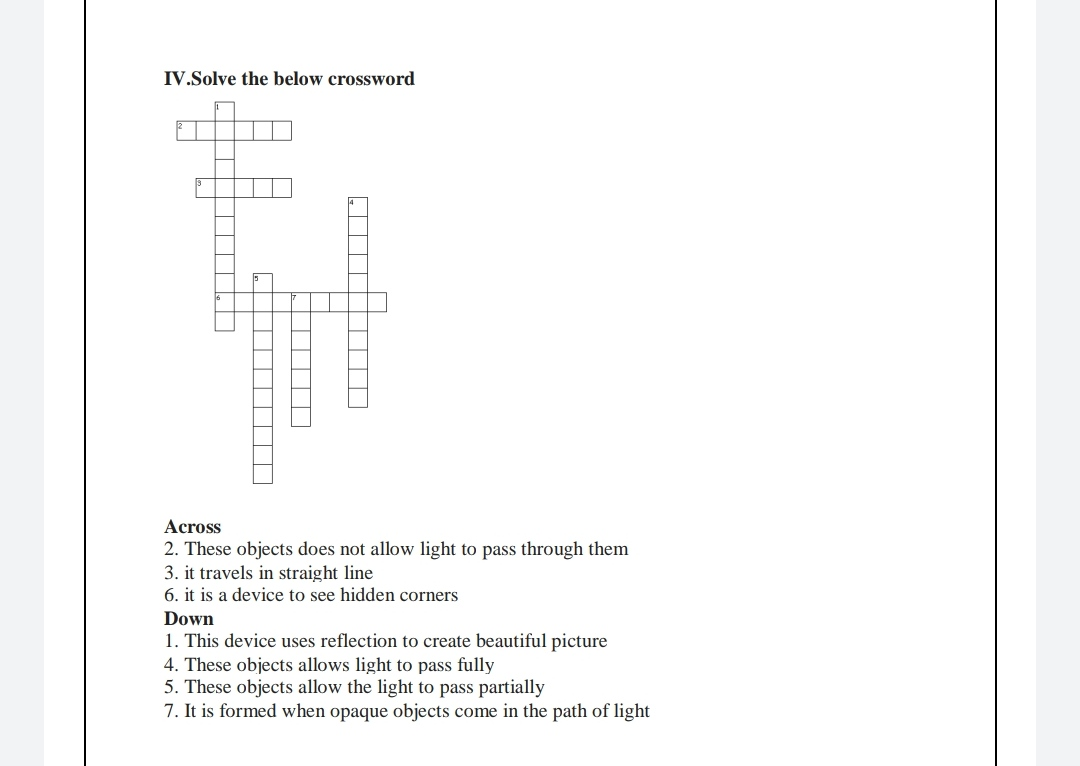 IV.Solve the below crossword
1
2
3
4
5
6
7
Across
2. These objects does not allow light to pass through them
3. it travels in straight line
6. it is a device to see hidden corners
Down
1. This device uses reflection to create beautiful picture
4. These objects allows light to pass fully
5. These objects allow the light to pass partially
7. It is formed when opaque objects come in the path of light